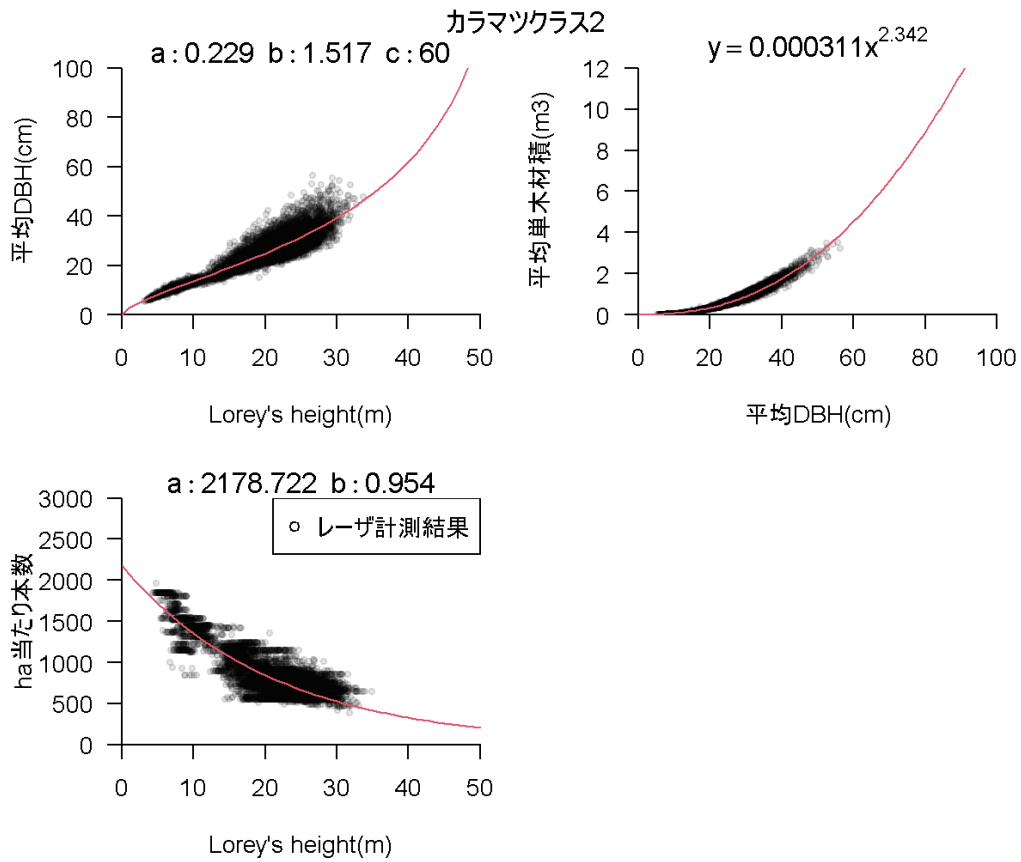 カラマツクラス2
a : 0.229 b : 1.517 c : 60
平均DBH(cm)
100
80
60
40
20
0
0 10 20 30 40 50
Lorey's height(m)
y = 0.000311x^2.342
平均単木材積(m3)
12
10
8
6
4
2
0
0 20 40 60 80 100
平均DBH(cm)
a : 2178.722 b : 0.954
ha当たり本数
3000
2500
2000
1500
1000
500
0
レーザ計測結果
0 10 20 30 40 50
Lorey's height(m)